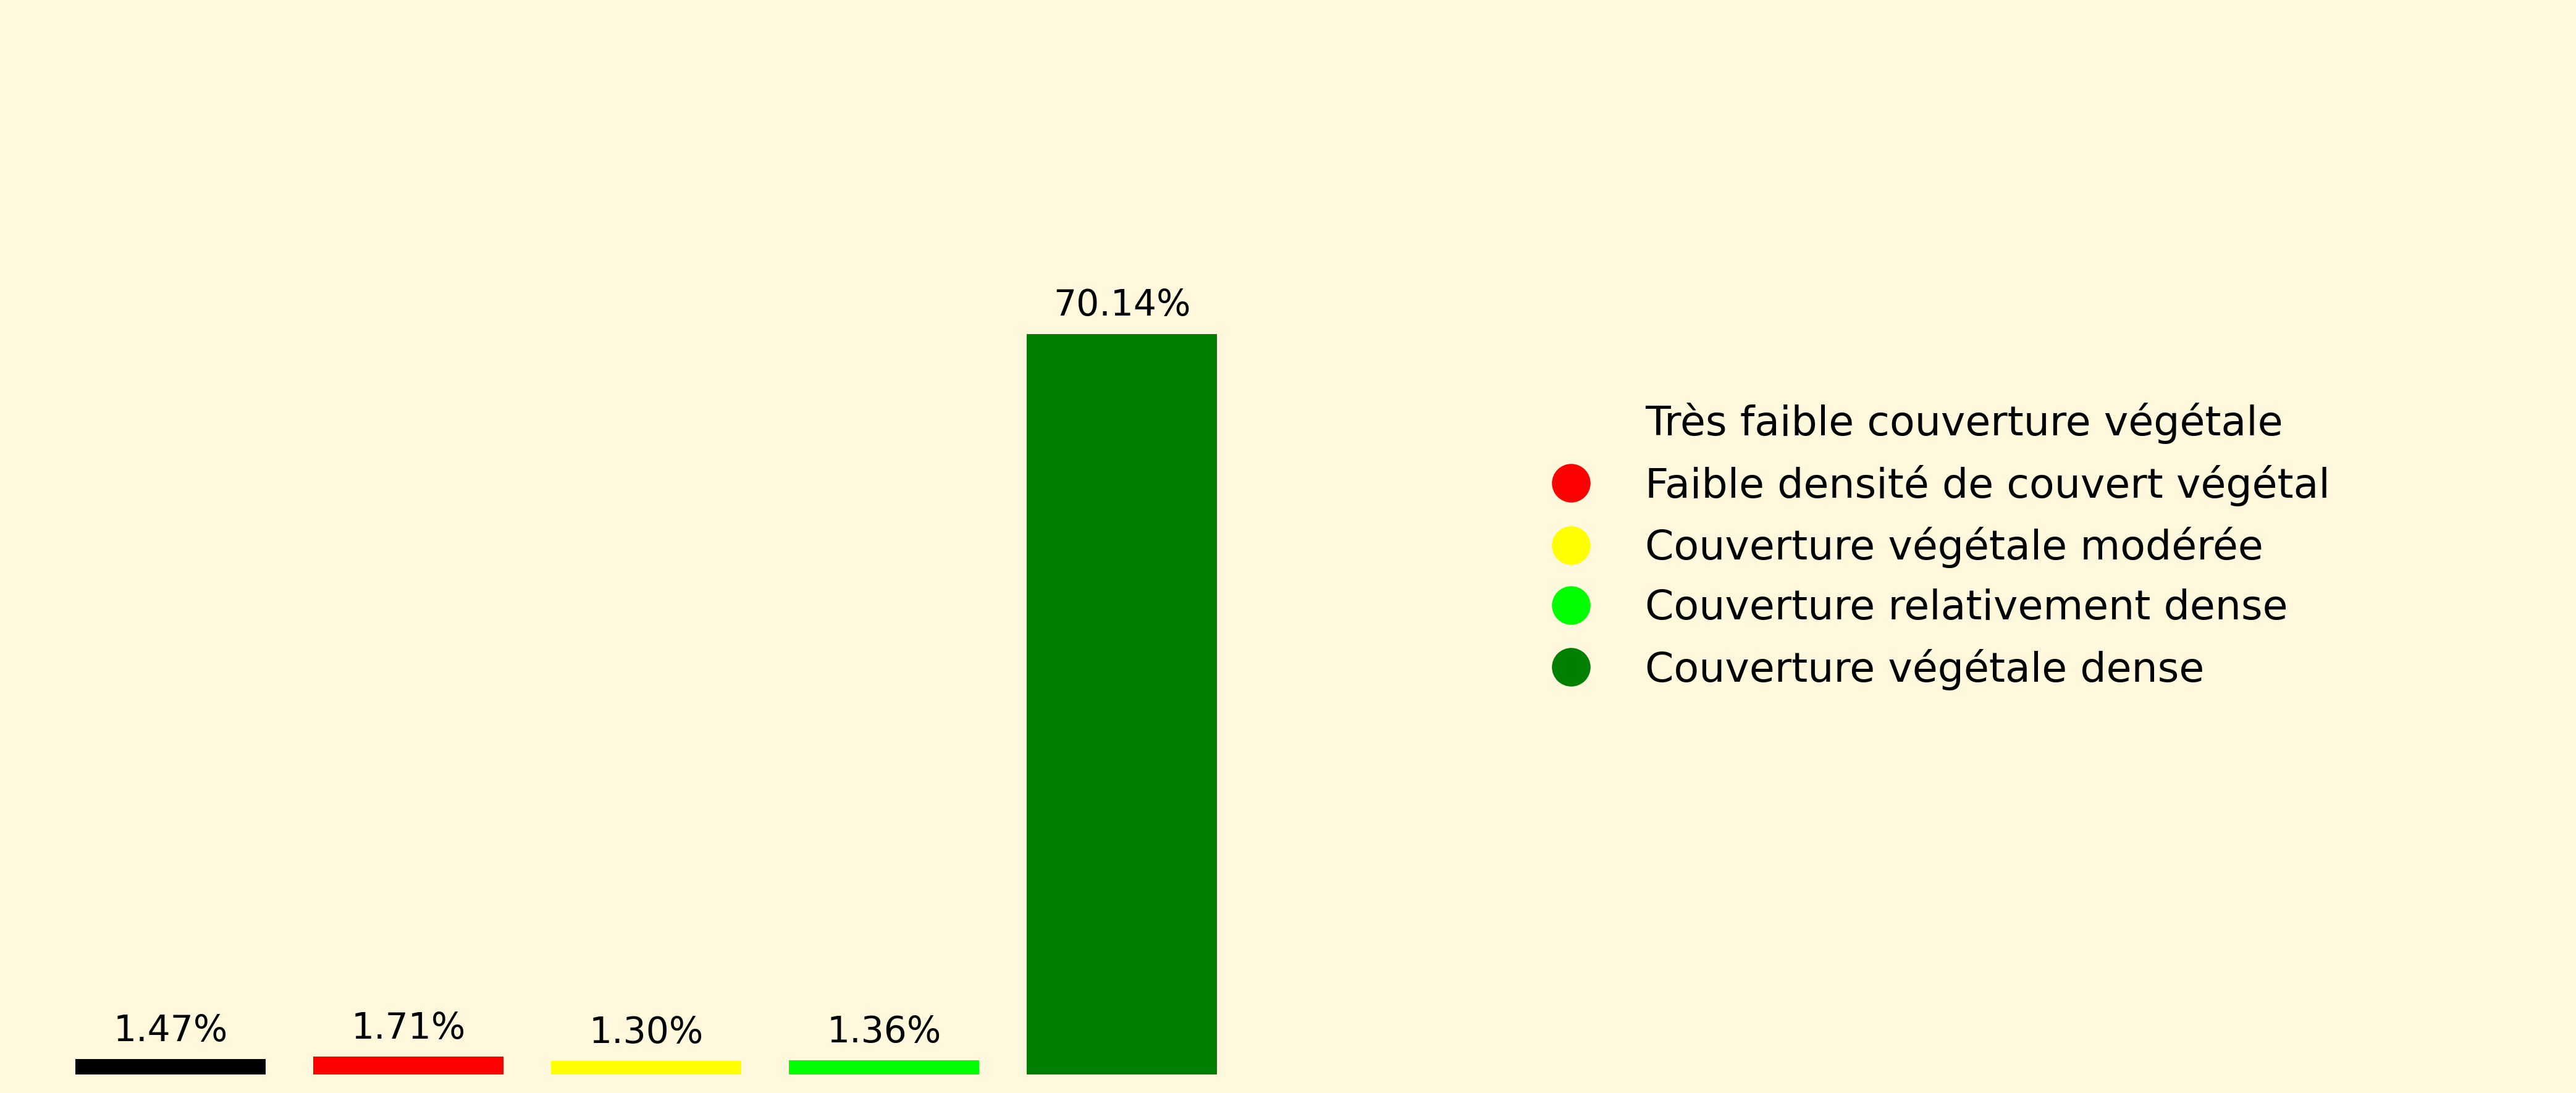 70.14%
1.47%
1.71%
1.30%
1.36%
Très faible couverture végétale
Faible densité de couvert végétal
Couverture végétale modérée
Couverture relativement dense
Couverture végétale dense